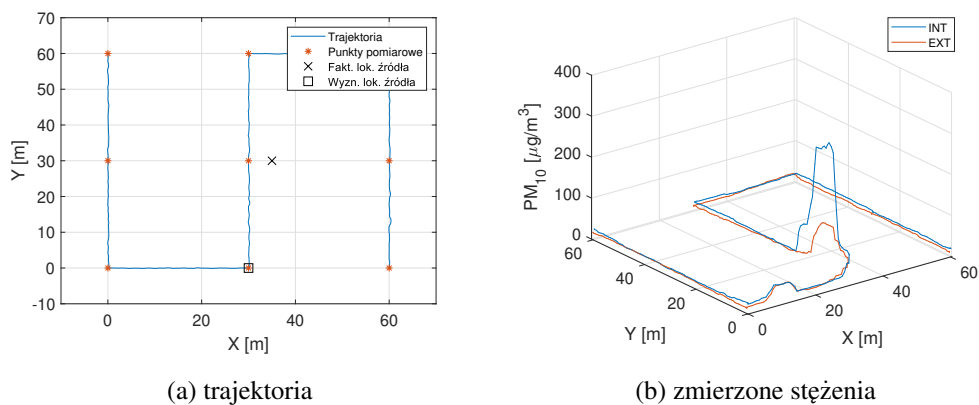 70
60
50
40
30
20
10
0
-10
Y [m]
0
20
40
60
X [m]
Trajektoria
Punkty pomiarowe
Fakt. lok. źródła
Wyzn. lok. źródła
(a) trajektoria
INT
EXT
400
300
200
100
0
PM10 [μg/m3]
60
40
20
0
Y [m]
0
20
40
60
X [m]
(b) zmierzone stężenia